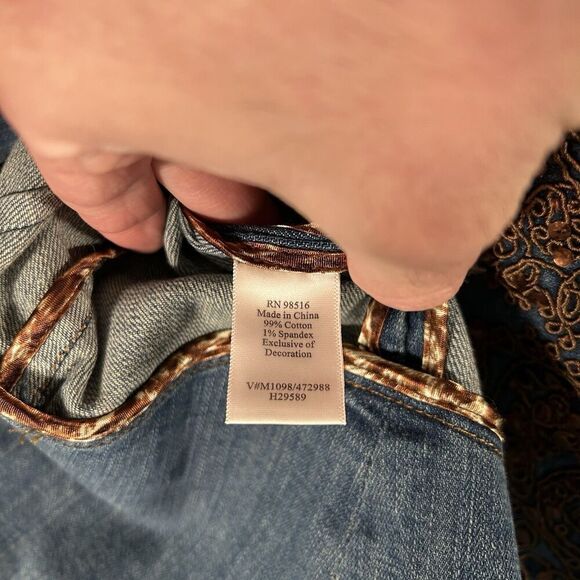 RN 98516
Made in China
99% Cotton
1% Spandex
Exclusive of
Decoration
V#M1098/472988
H29589